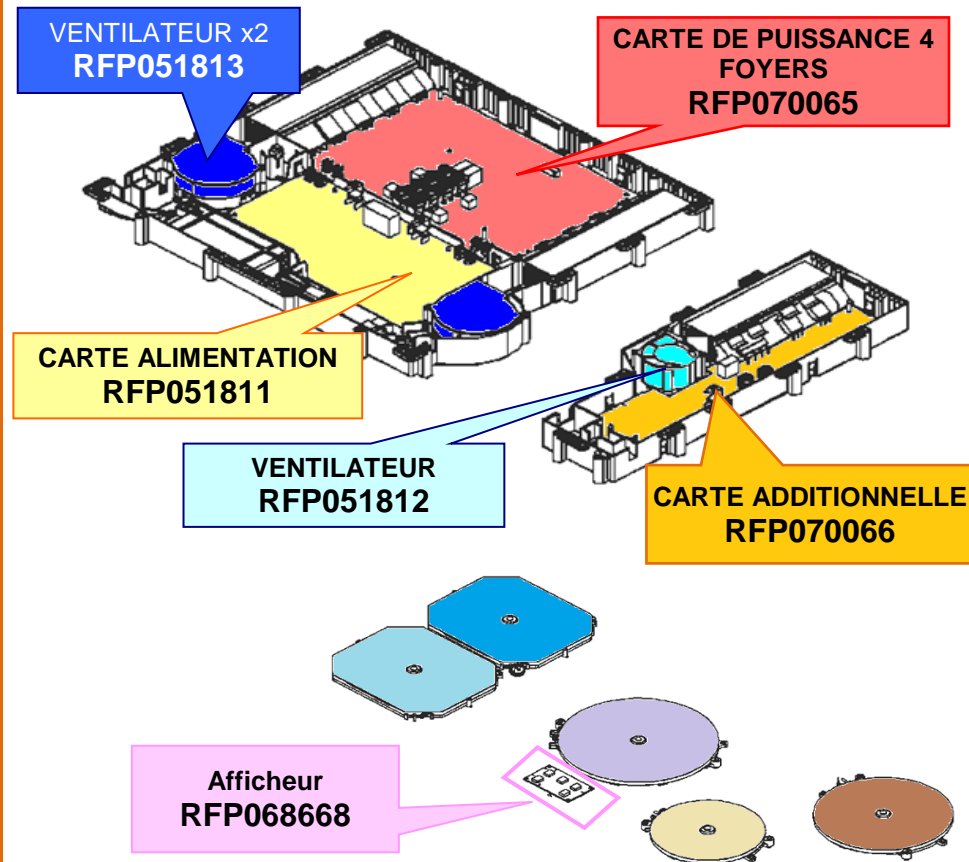 VENTILATEUR x2
RFP051813
CARTE DE PUISSANCE 4
FOYERS
RFP070065
CARTE ALIMENTATION
RFP051811
VENTILATEUR
RFP051812
CARTE ADDITIONNELLE
RFP070066
Afficheur
RFP068668